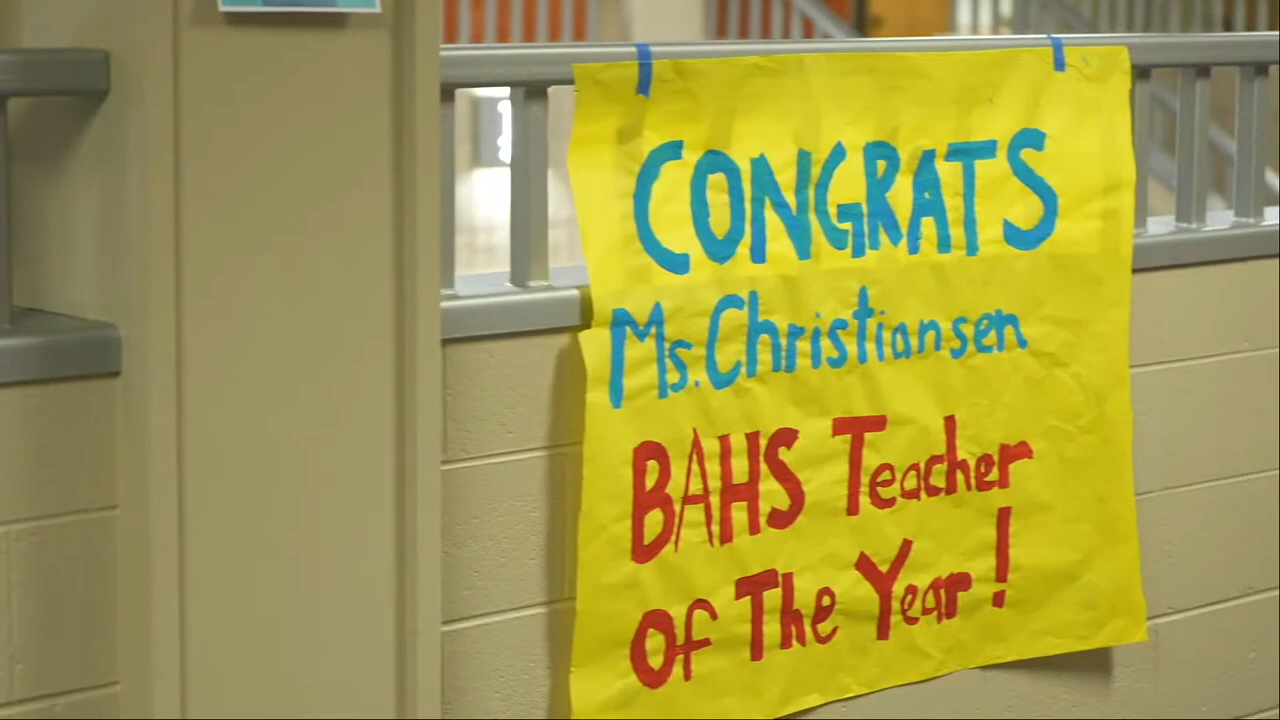 CONGRATS
Ms. Christiansen
BAHS Teacher
of The Year!